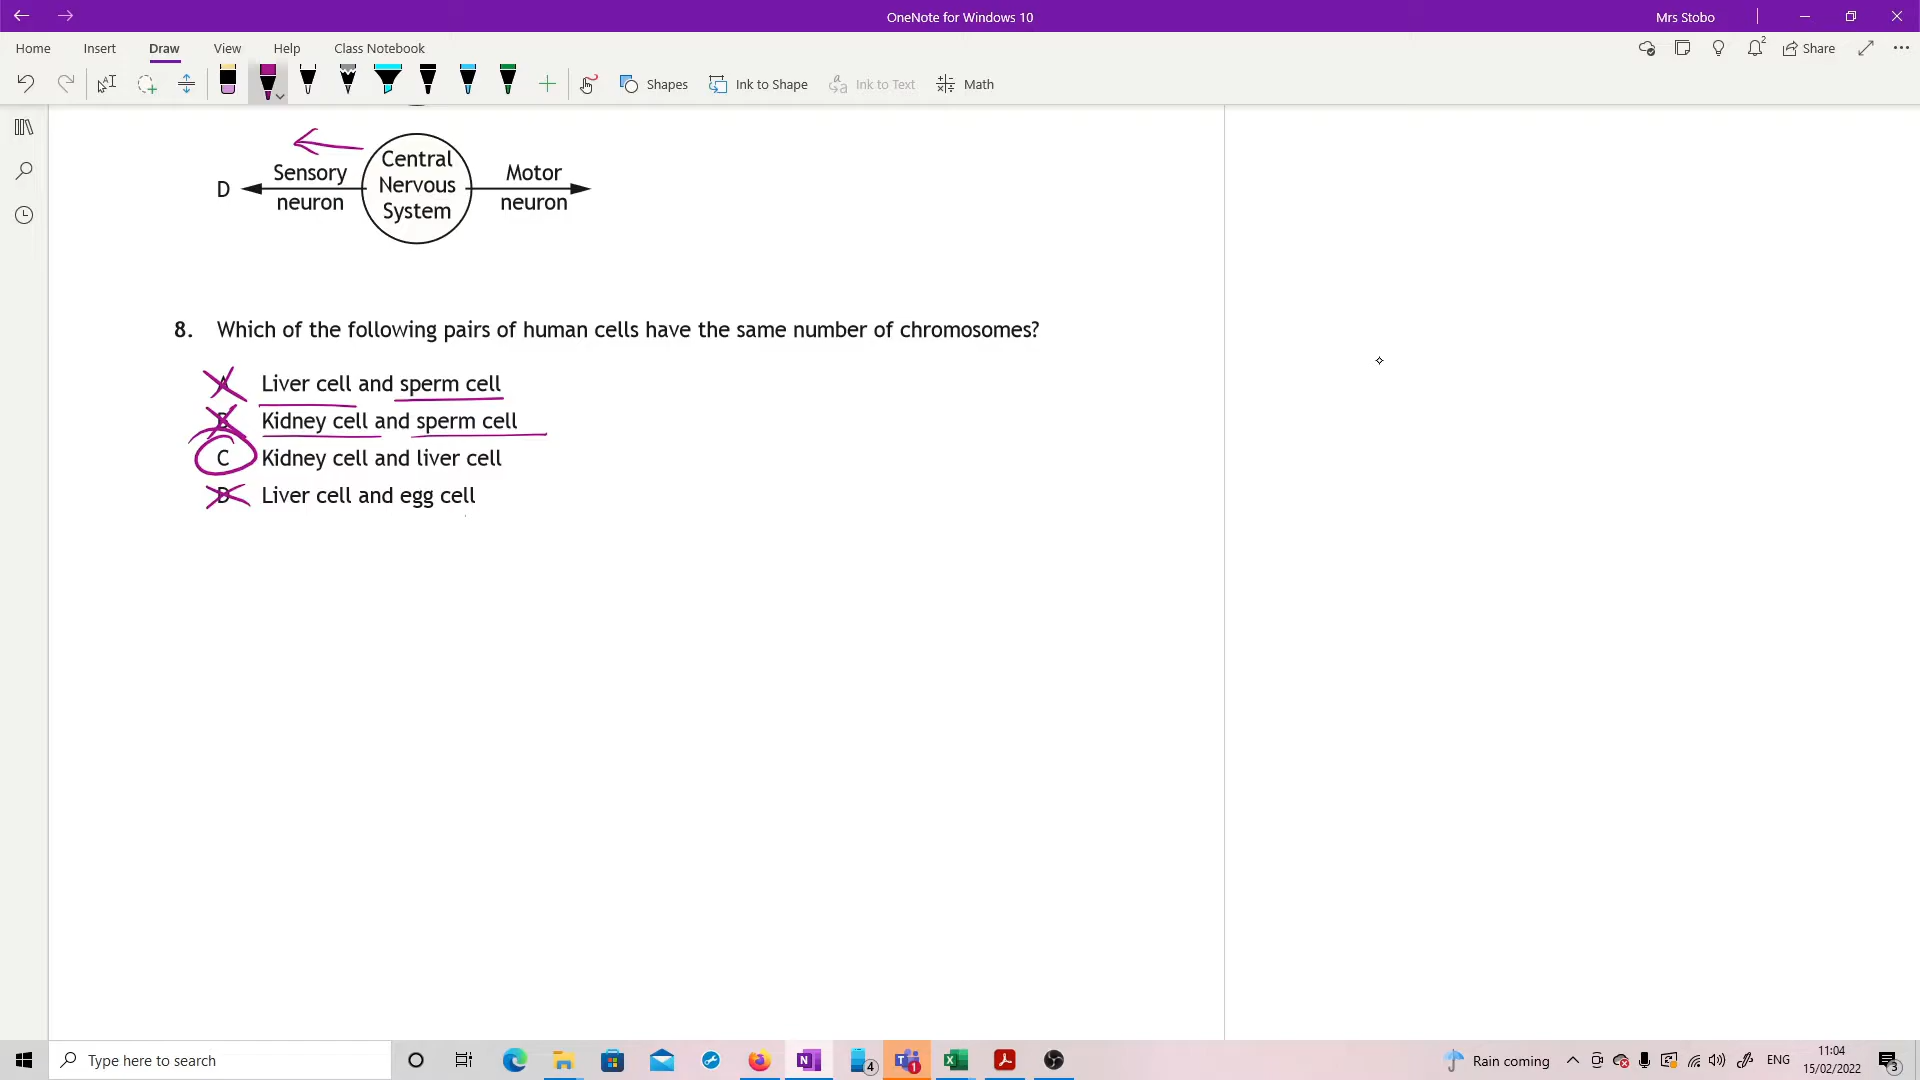 OneNote for Windows 10
Mrs Stobo
Home Insert Draw View Help Class Notebook
2
Share
Shapes Ink to Shape Ink to Text Math
D Sensory neuron Central Nervous System Motor neuron
8. Which of the following pairs of human cells have the same number of chromosomes?
A Liver cell and sperm cell
B Kidney cell and sperm cell
C Kidney cell and liver cell
D Liver cell and egg cell
Type here to search
4
1
Rain coming
ENG
11:04
15/02/2022
3